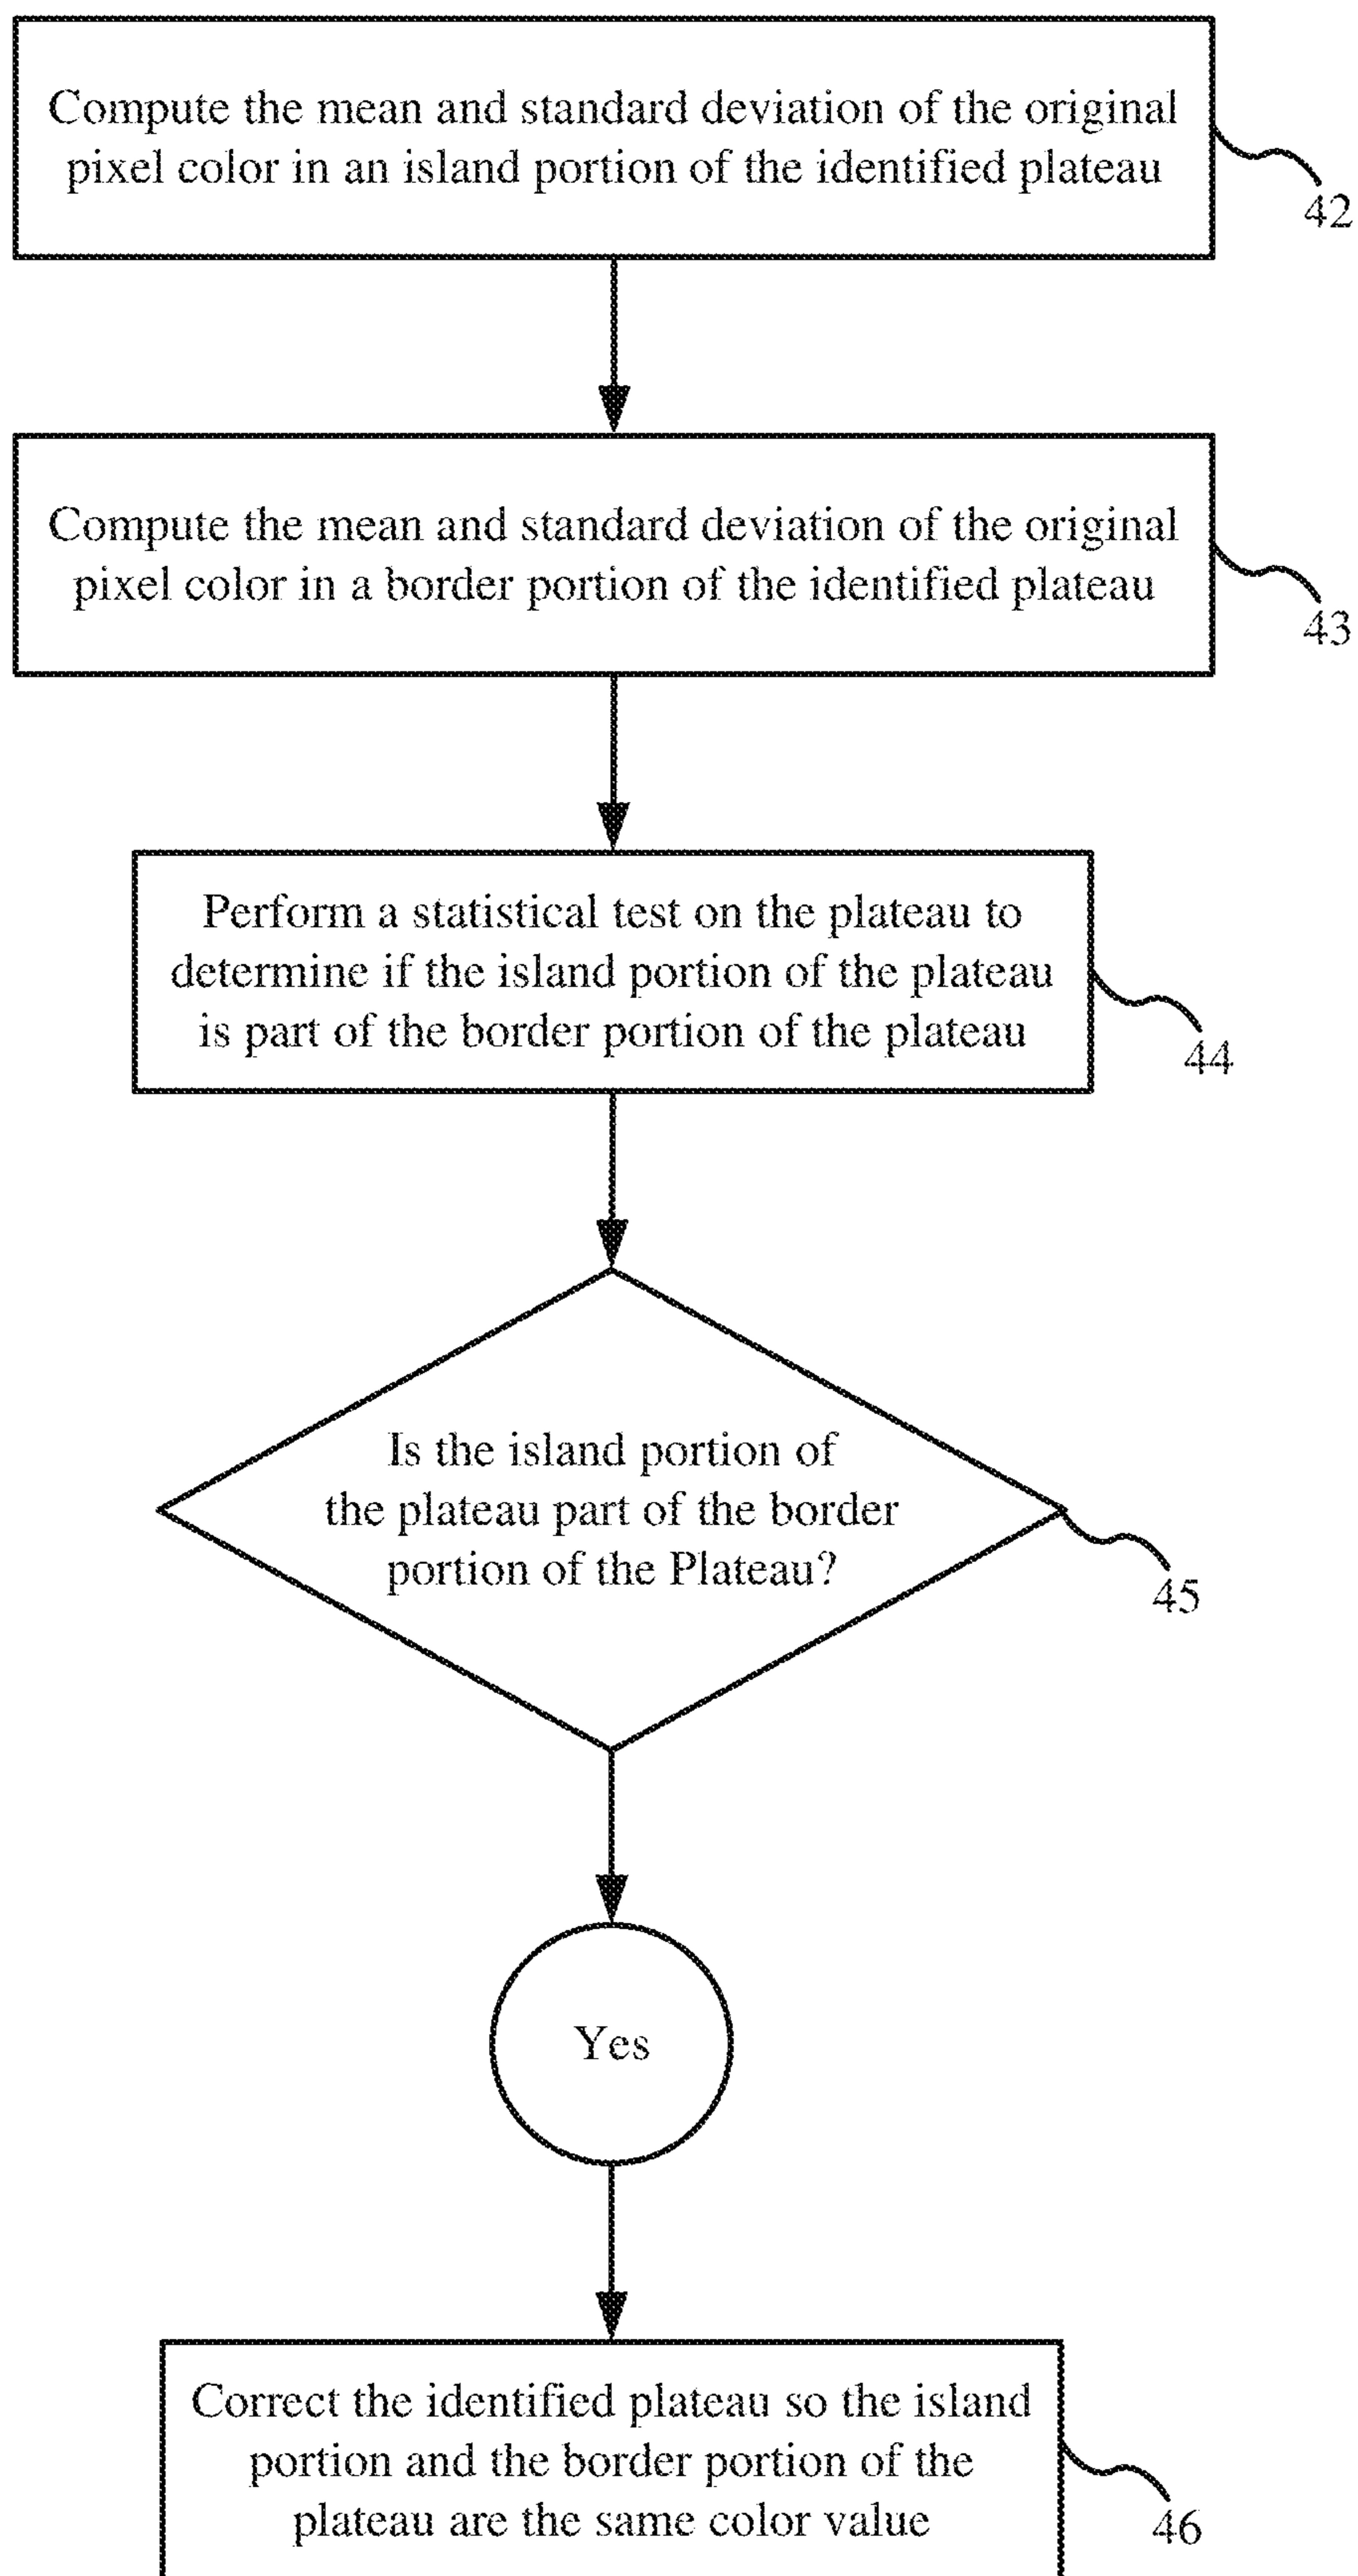 Compute the mean and standard deviation of the original
pixel color in an island portion of the identified plateau
42
Compute the mean and standard deviation of the original
pixel color in a border portion of the identified plateau
43
Perform a statistical test on the plateau to
determine if the island portion of the plateau
is part of the border portion of the plateau
44
Is the island portion of
the plateau part of the border
portion of the Plateau?
45
Yes
Correct the identified plateau so the island
portion and the border portion of the
plateau are the same color value
46